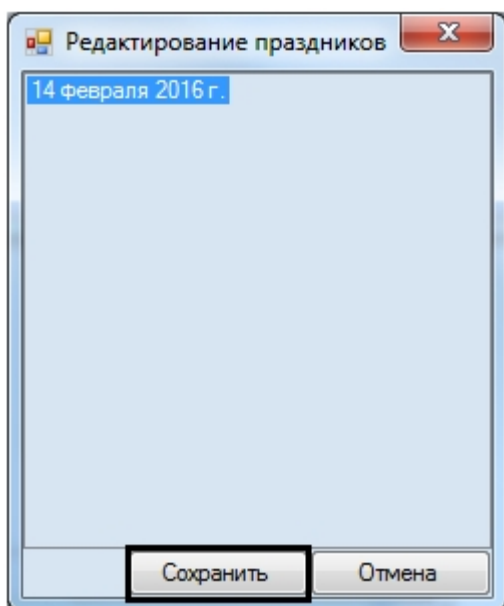 Редактирование праздников
14 февраля 2016 г.
Сохранить
Отмена